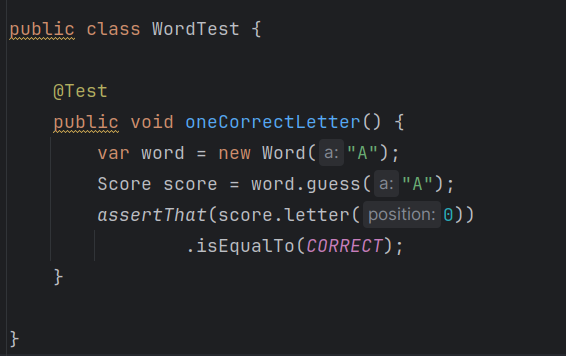 public class WordTest {
@Test
public void oneCorrectLetter() {
var word = new Word( a: "A");
Score score = word.guess( a: "A");
assertThat(score.letter( position: 0))
.isEqualTo(CORRECT);
}
}